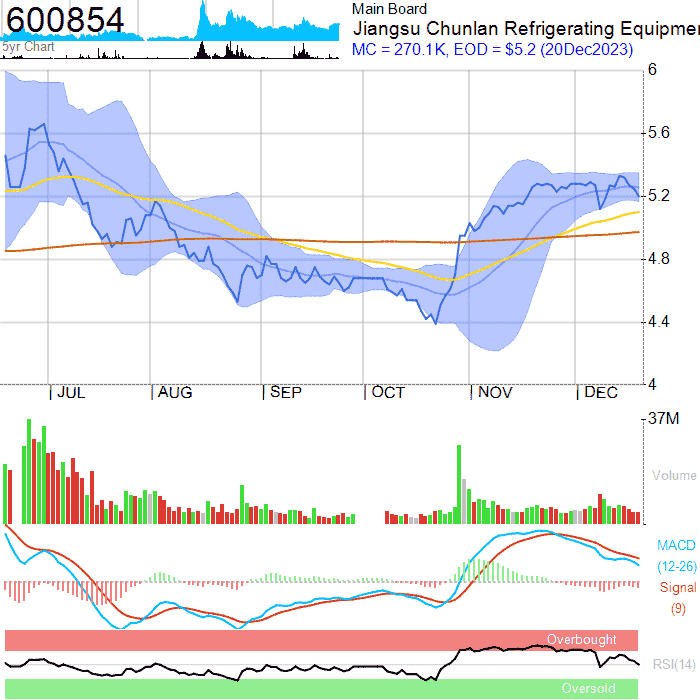 600854
5yr Chart
Main Board
Jiangsu Chunlan Refrigerating Equipmer
MC = 270.1K, EOD = $5.2 (20Dec2023)
6
5.6
5.2
4.8
4.4
4
JUL AUG SEP OCT NOV DEC
37M
Volume
MACD
(12-26)
Signal
(9)
Overbought
RSI(14)
Oversold